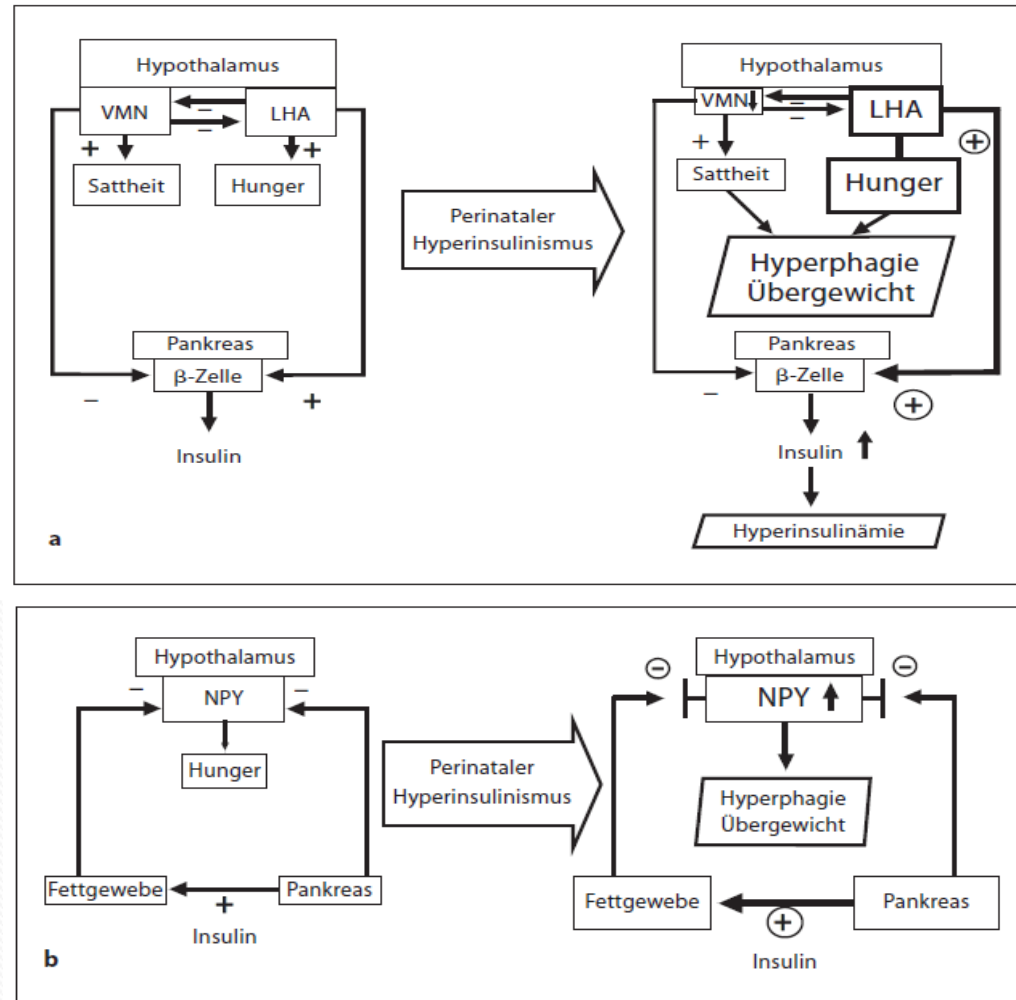 Hypothalamus
VMN
LHA
–
–
+
+
Sattheit
Hunger
Pankreas
β-Zelle
–
+
Insulin
a
Perinataler
Hyperinsulinismus
Hypothalamus
VMN
LHA
–
–
+
+
Sattheit
Hunger
Hyperphagie
Übergewicht
Pankreas
β-Zelle
–
+
Insulin
Hyperinsulinämie
Hypothalamus
–
–
NPY
Hunger
Fettgewebe
Pankreas
+
Insulin
b
Perinataler
Hyperinsulinismus
–
–
Hypothalamus
NPY
Hyperphagie
Übergewicht
Fettgewebe
Pankreas
+
Insulin